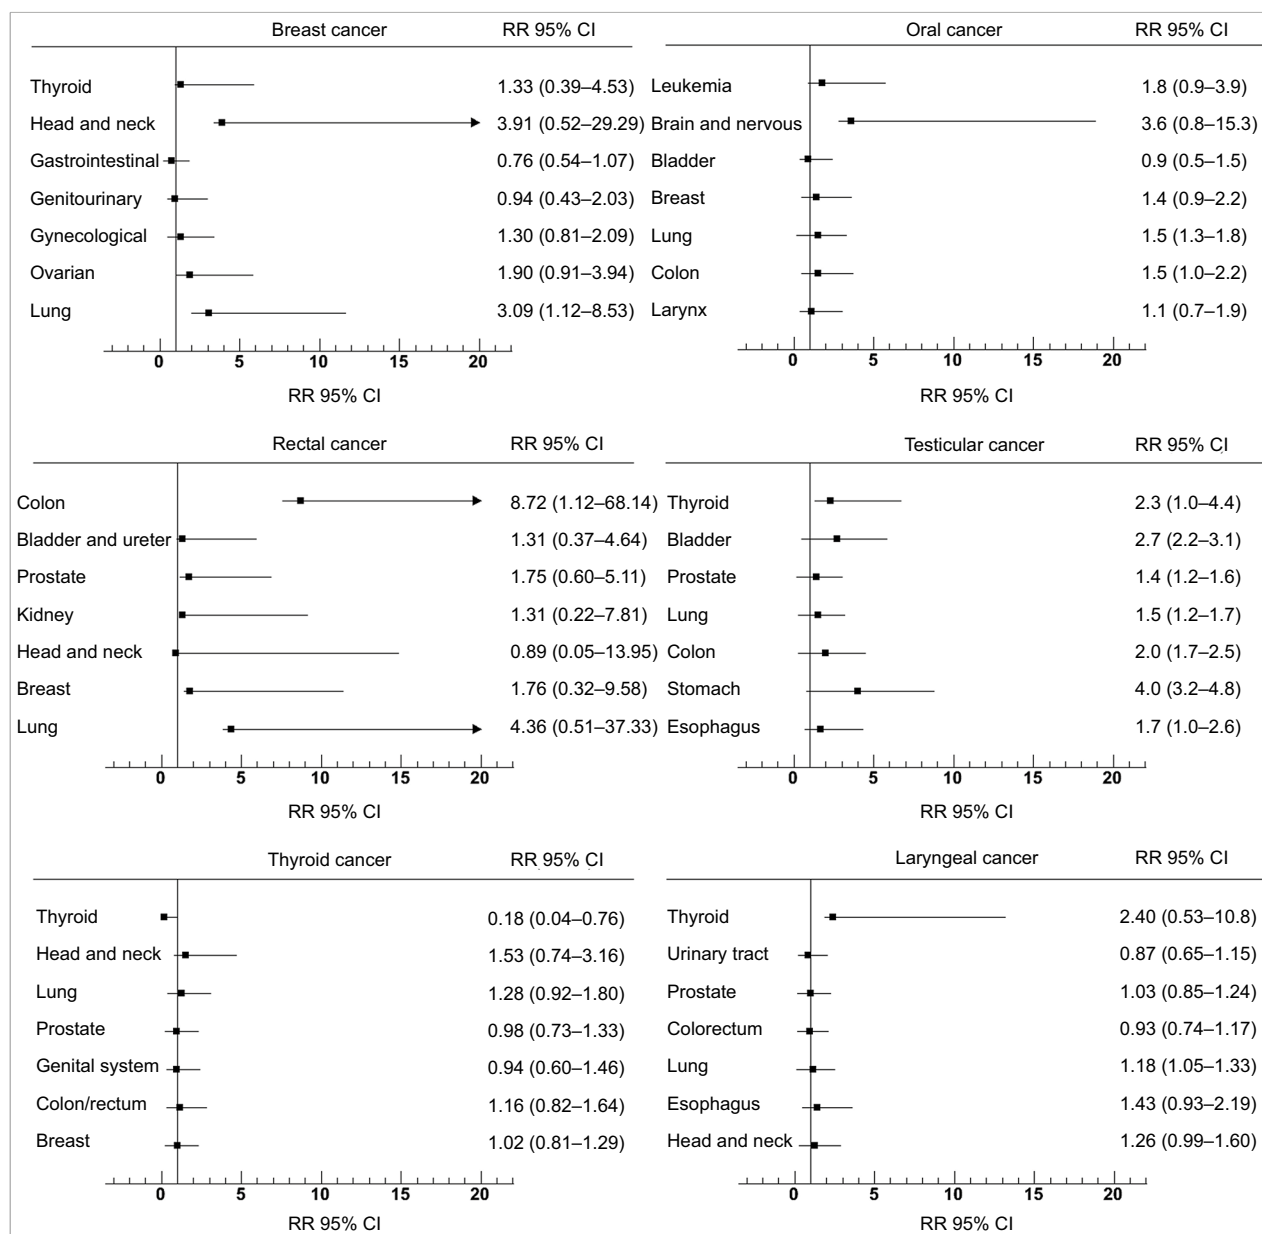 Breast cancer RR 95% CI
Thyroid 1.33 (0.39–4.53)
Head and neck 3.91 (0.52–29.29)
Gastrointestinal 0.76 (0.54–1.07)
Genitourinary 0.94 (0.43–2.03)
Gynecological 1.30 (0.81–2.09)
Ovarian 1.90 (0.91–3.94)
Lung 3.09 (1.12–8.53)
0 5 10 15 20
RR 95% CI
Oral cancer RR 95% CI
Leukemia 1.8 (0.9–3.9)
Brain and nervous 3.6 (0.8–15.3)
Bladder 0.9 (0.5–1.5)
Breast 1.4 (0.9–2.2)
Lung 1.5 (1.3–1.8)
Colon 1.5 (1.0–2.2)
Larynx 1.1 (0.7–1.9)
0 5 10 15 20
RR 95% CI
Rectal cancer RR 95% CI
Colon 8.72 (1.12–68.14)
Bladder and ureter 1.31 (0.37–4.64)
Prostate 1.75 (0.60–5.11)
Kidney 1.31 (0.22–7.81)
Head and neck 0.89 (0.05–13.95)
Breast 1.76 (0.32–9.58)
Lung 4.36 (0.51–37.33)
0 5 10 15 20
RR 95% CI
Testicular cancer RR 95% CI
Thyroid 2.3 (1.0–4.4)
Bladder 2.7 (2.2–3.1)
Prostate 1.4 (1.2–1.6)
Lung 1.5 (1.2–1.7)
Colon 2.0 (1.7–2.5)
Stomach 4.0 (3.2–4.8)
Esophagus 1.7 (1.0–2.6)
0 5 10 15 20
RR 95% CI
Thyroid cancer RR 95% CI
Thyroid 0.18 (0.04–0.76)
Head and neck 1.53 (0.74–3.16)
Lung 1.28 (0.92–1.80)
Prostate 0.98 (0.73–1.33)
Genital system 0.94 (0.60–1.46)
Colon/rectum 1.16 (0.82–1.64)
Breast 1.02 (0.81–1.29)
0 5 10 15 20
RR 95% CI
Laryngeal cancer RR 95% CI
Thyroid 2.40 (0.53–10.8)
Urinary tract 0.87 (0.65–1.15)
Prostate 1.03 (0.85–1.24)
Colorectum 0.93 (0.74–1.17)
Lung 1.18 (1.05–1.33)
Esophagus 1.43 (0.93–2.19)
Head and neck 1.26 (0.99–1.60)
0 5 10 15 20
RR 95% CI